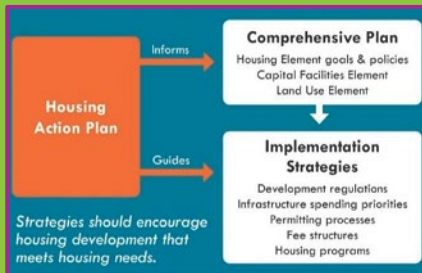 Housing
Action Plan
Informs
Guides
Comprehensive Plan
Housing Element goals & policies
Capital Facilities Element
Land Use Element
Implementation
Strategies
Development regulations
Infrastructure spending priorities
Permitting processes
Fee structures
Housing programs
Strategies should encourage
housing development that
meets housing needs.